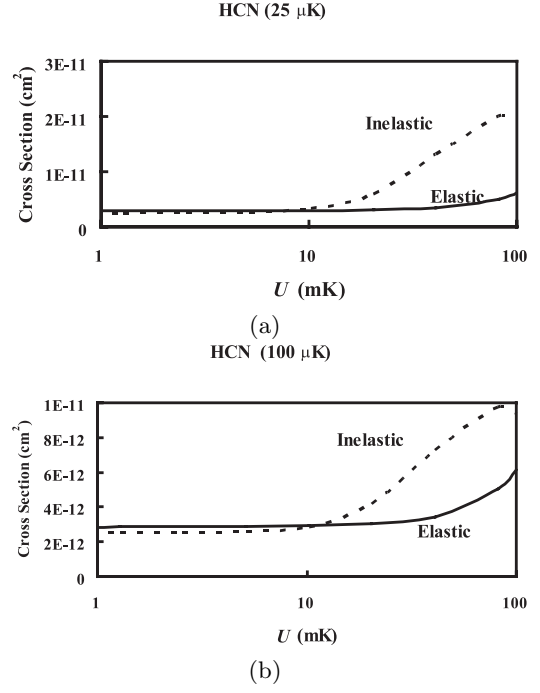 HCN (25 μK)
3E-11
2E-11
1E-11
0
Cross Section (cm²)
Inelastic
Elastic
1 10 100
U (mK)
(a)
HCN (100 μK)
1E-11
8E-12
6E-12
4E-12
2E-12
0
Cross Section (cm²)
Inelastic
Elastic
1 10 100
U (mK)
(b)